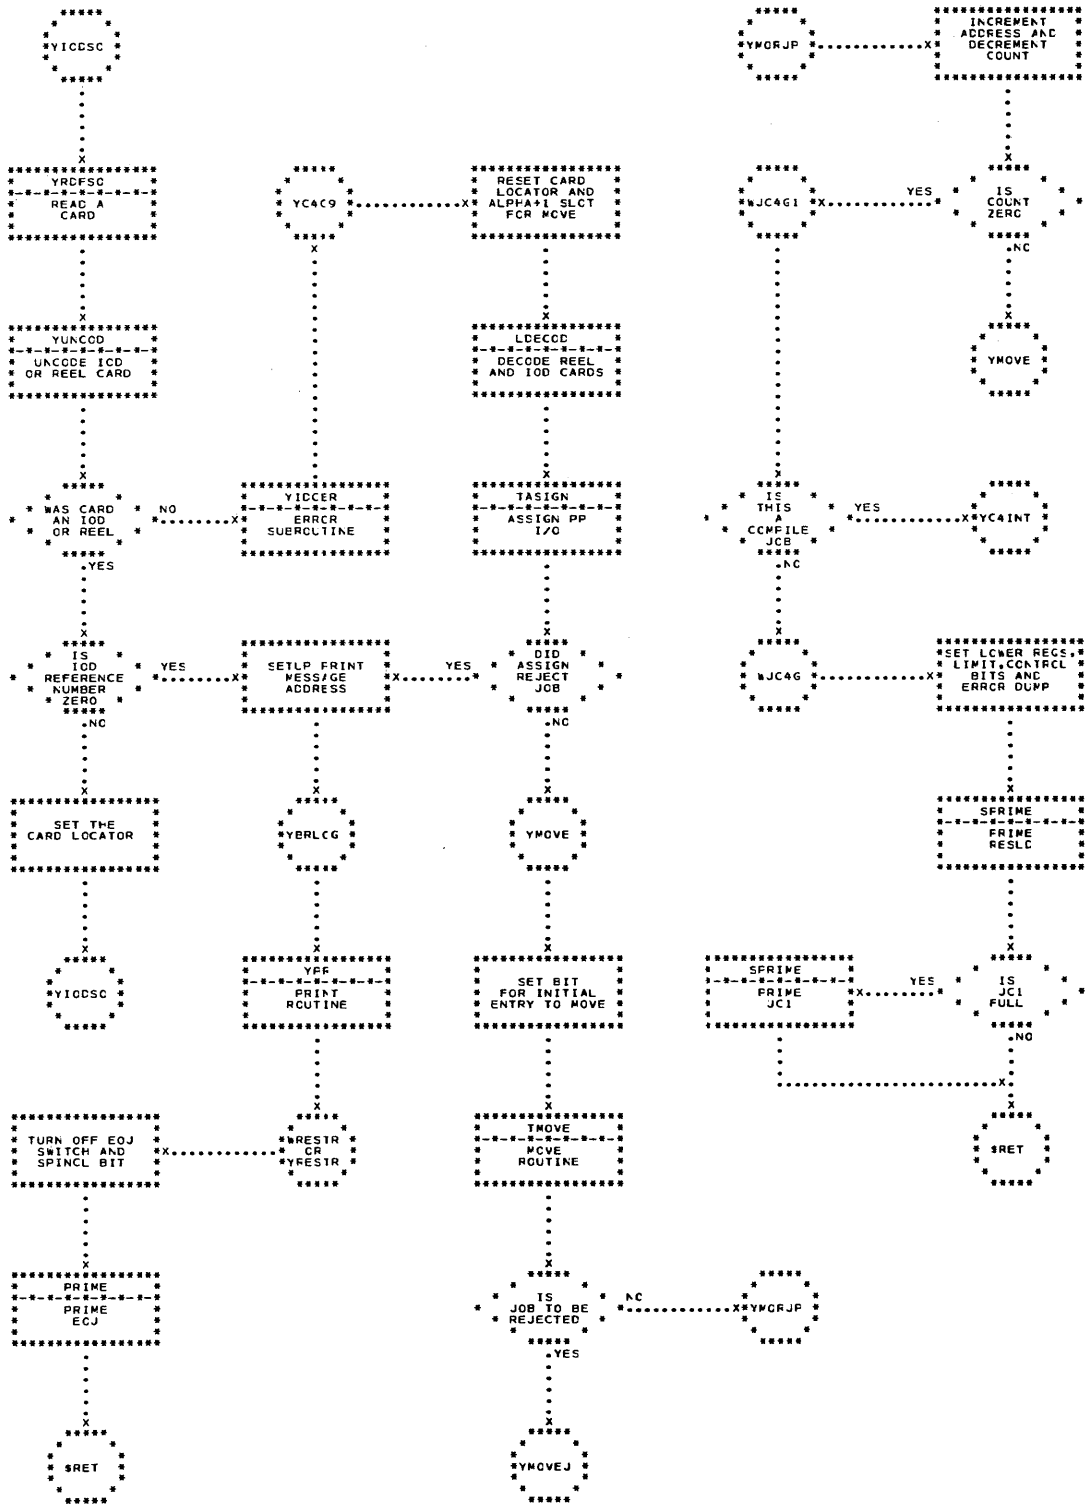 YIODSC
YRDFSC
READ A
CARD
YUNCOD
UNCODE IOD
OR REEL CARD
WAS CARD
AN IOD
OR REEL
NO
YES
IS
IOD
REFERENCE
NUMBER
ZERO
YES
NO
SET THE
CARD LOCATOR
YIODSC
TURN OFF EOJ
SWITCH AND
SPINCL BIT
PRIME
PRIME
EOJ
$RET
YC4C9
YIDCER
ERROR
SUBROUTINE
SETUP PRINT
MESSAGE
ADDRESS
YBRLCG
YPR
PRINT
ROUTINE
WRESTR
OR
YRESTR
RESET CARD
LOCATOR AND
ALPHA+1 SLOT
FOR MOVE
LDECOD
DECODE REEL
AND IOD CARDS
TASIGN
ASSIGN PP
I/O
DID
ASSIGN
REJECT
JOB
YES
NO
YMOVE
SET BIT
FOR INITIAL
ENTRY TO MOVE
TMOVE
MOVE
ROUTINE
IS
JOB TO BE
REJECTED
NO
YES
YMOVEJ
YMORJP
YMORJP
INCREMENT
ADDRESS AND
DECREMENT
COUNT
IS
COUNT
ZERO
YES
NO
YMOVE
WJC4G1
IS
THIS
A
COMPILE
JOB
YES
NO
YC4INT
WJC4G
SET LOWER REGS,
LIMIT,CONTROL
BITS AND
ERROR DUMP
SPRIME
PRIME
RESLD
IS
JC1
FULL
YES
NO
SPRIME
PRIME
JC1
$RET